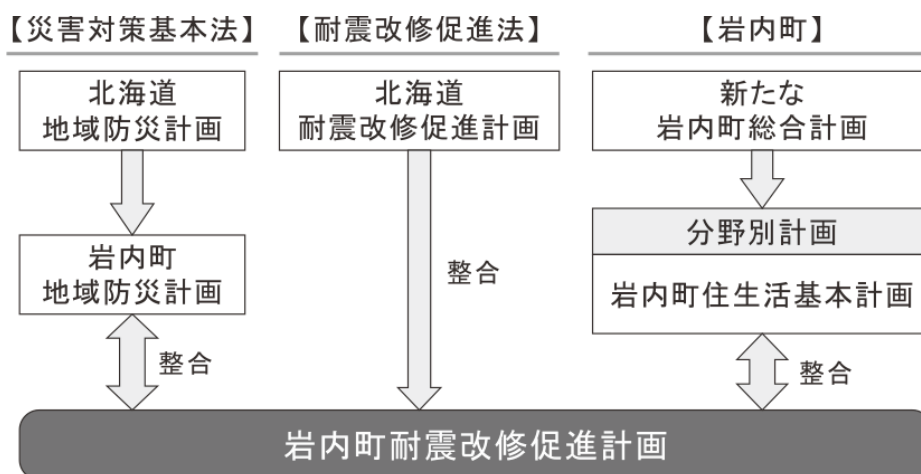 【災害対策基本法】
【耐震改修促進法】
【岩内町】
北海道
地域防災計画
北海道
耐震改修促進計画
新たな
岩内町総合計画
分野別計画
岩内町
地域防災計画
整合
岩内町住生活基本計画
整合
整合
岩内町耐震改修促進計画